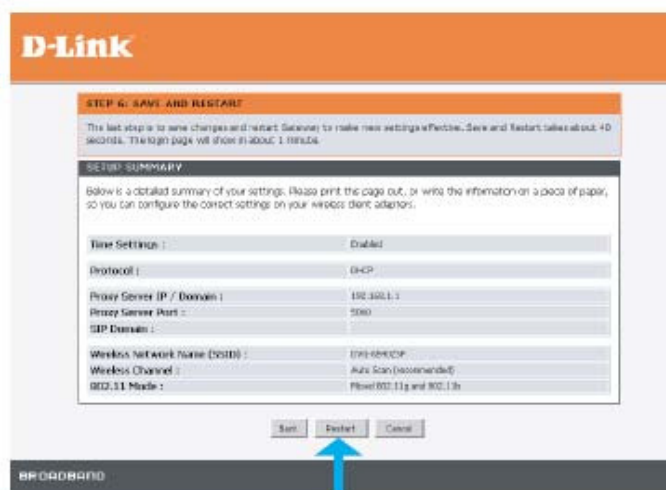 D-Link
STEP 6: SAVE AND RESTART
The last step is to save changes and restart Gateway to make new settings effective. Save and Restart takes about 40
seconds. The login page will show in about 1 minute.
SETUP SUMMARY
Below is a detailed summary of your settings. Please print this page out, or write the information on a piece of paper,
so you can configure the correct settings on your wireless client adapters.
Time Settings : Enabled
Protocol : DHCP
Proxy Server IP / Domain : 192.168.1.1
Proxy Server Port : 5060
SIP Domain :
Wireless Network Name (SSID) :
Wireless Channel : Auto Scan (recommended)
802.11 Mode : Mixed 802.11g and 802.11b
Back Restart Cancel
BROADBAND